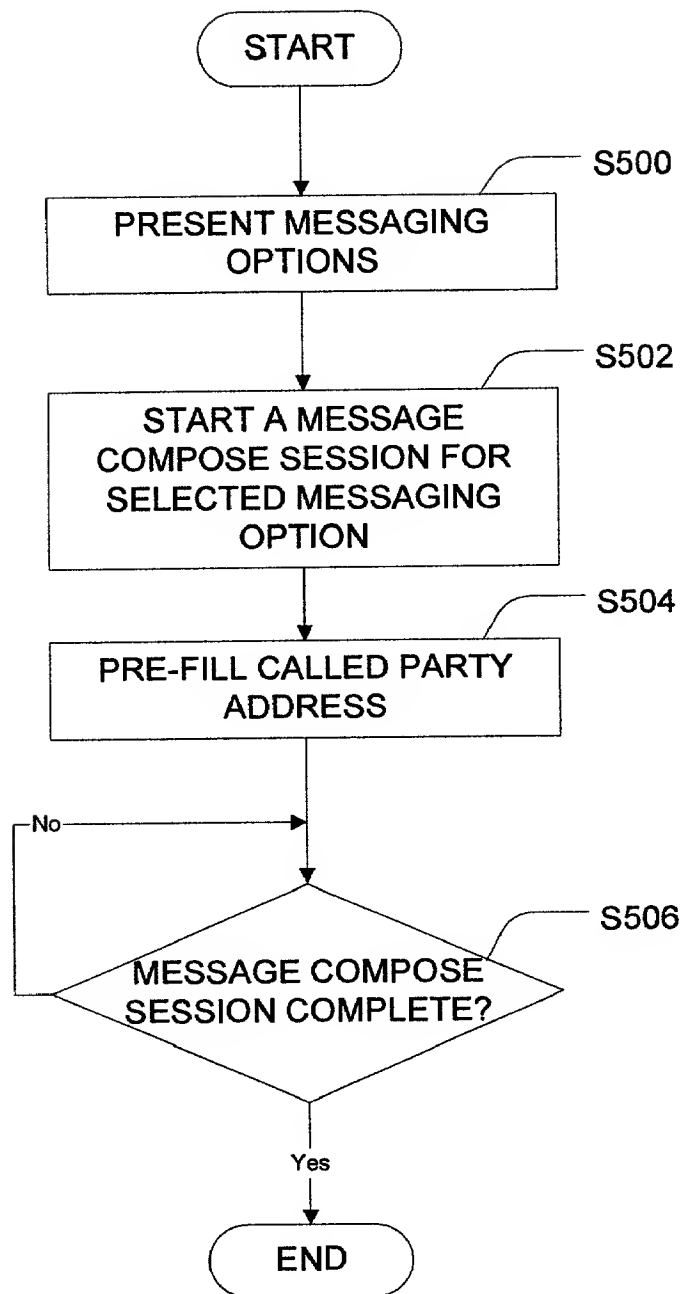 START
S500
PRESENT MESSAGING
OPTIONS
S502
START A MESSAGE
COMPOSE SESSION FOR
SELECTED MESSAGING
OPTION
S504
PRE-FILL CALLED PARTY
ADDRESS
No
S506
MESSAGE COMPOSE
SESSION COMPLETE?
Yes
END